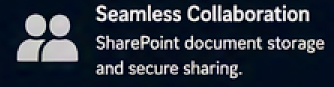 Seamless Collaboration
SharePoint document storage
and secure sharing.